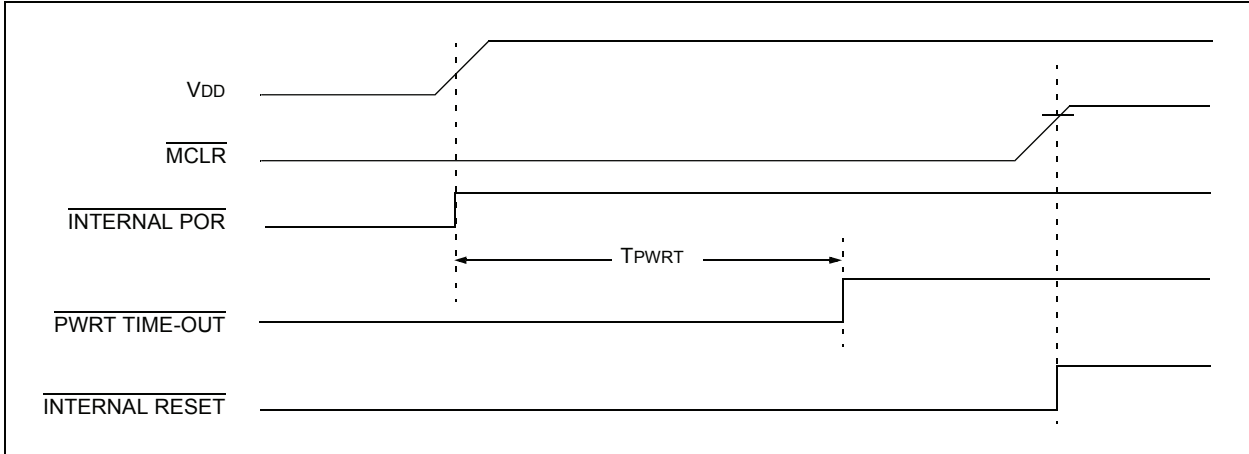 VDD
MCLR
INTERNAL POR
TPWRT
PWRT TIME-OUT
INTERNAL RESET